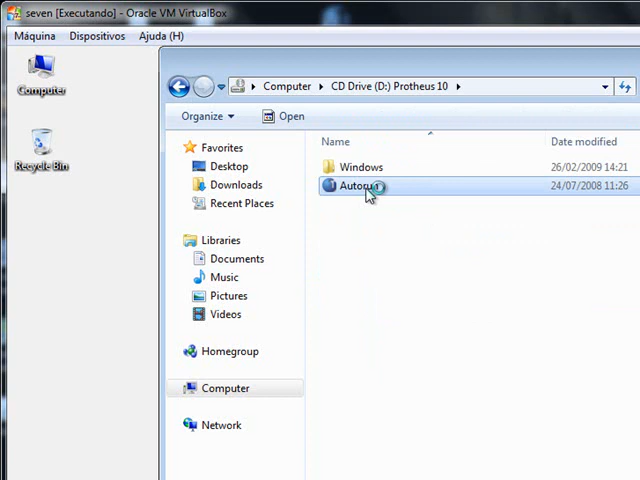 seven [Executando] - Oracle VM VirtualBox
Máquina Dispositivos Ajuda (H)
Computer
Recycle Bin
Computer CD Drive (D:) Protheus 10
Organize Open
Name Date modified
Favorites
Desktop
Downloads
Recent Places
Libraries
Documents
Music
Pictures
Videos
Homegroup
Computer
Network
Windows 26/02/2009 14:21
Autorun 24/07/2008 11:26